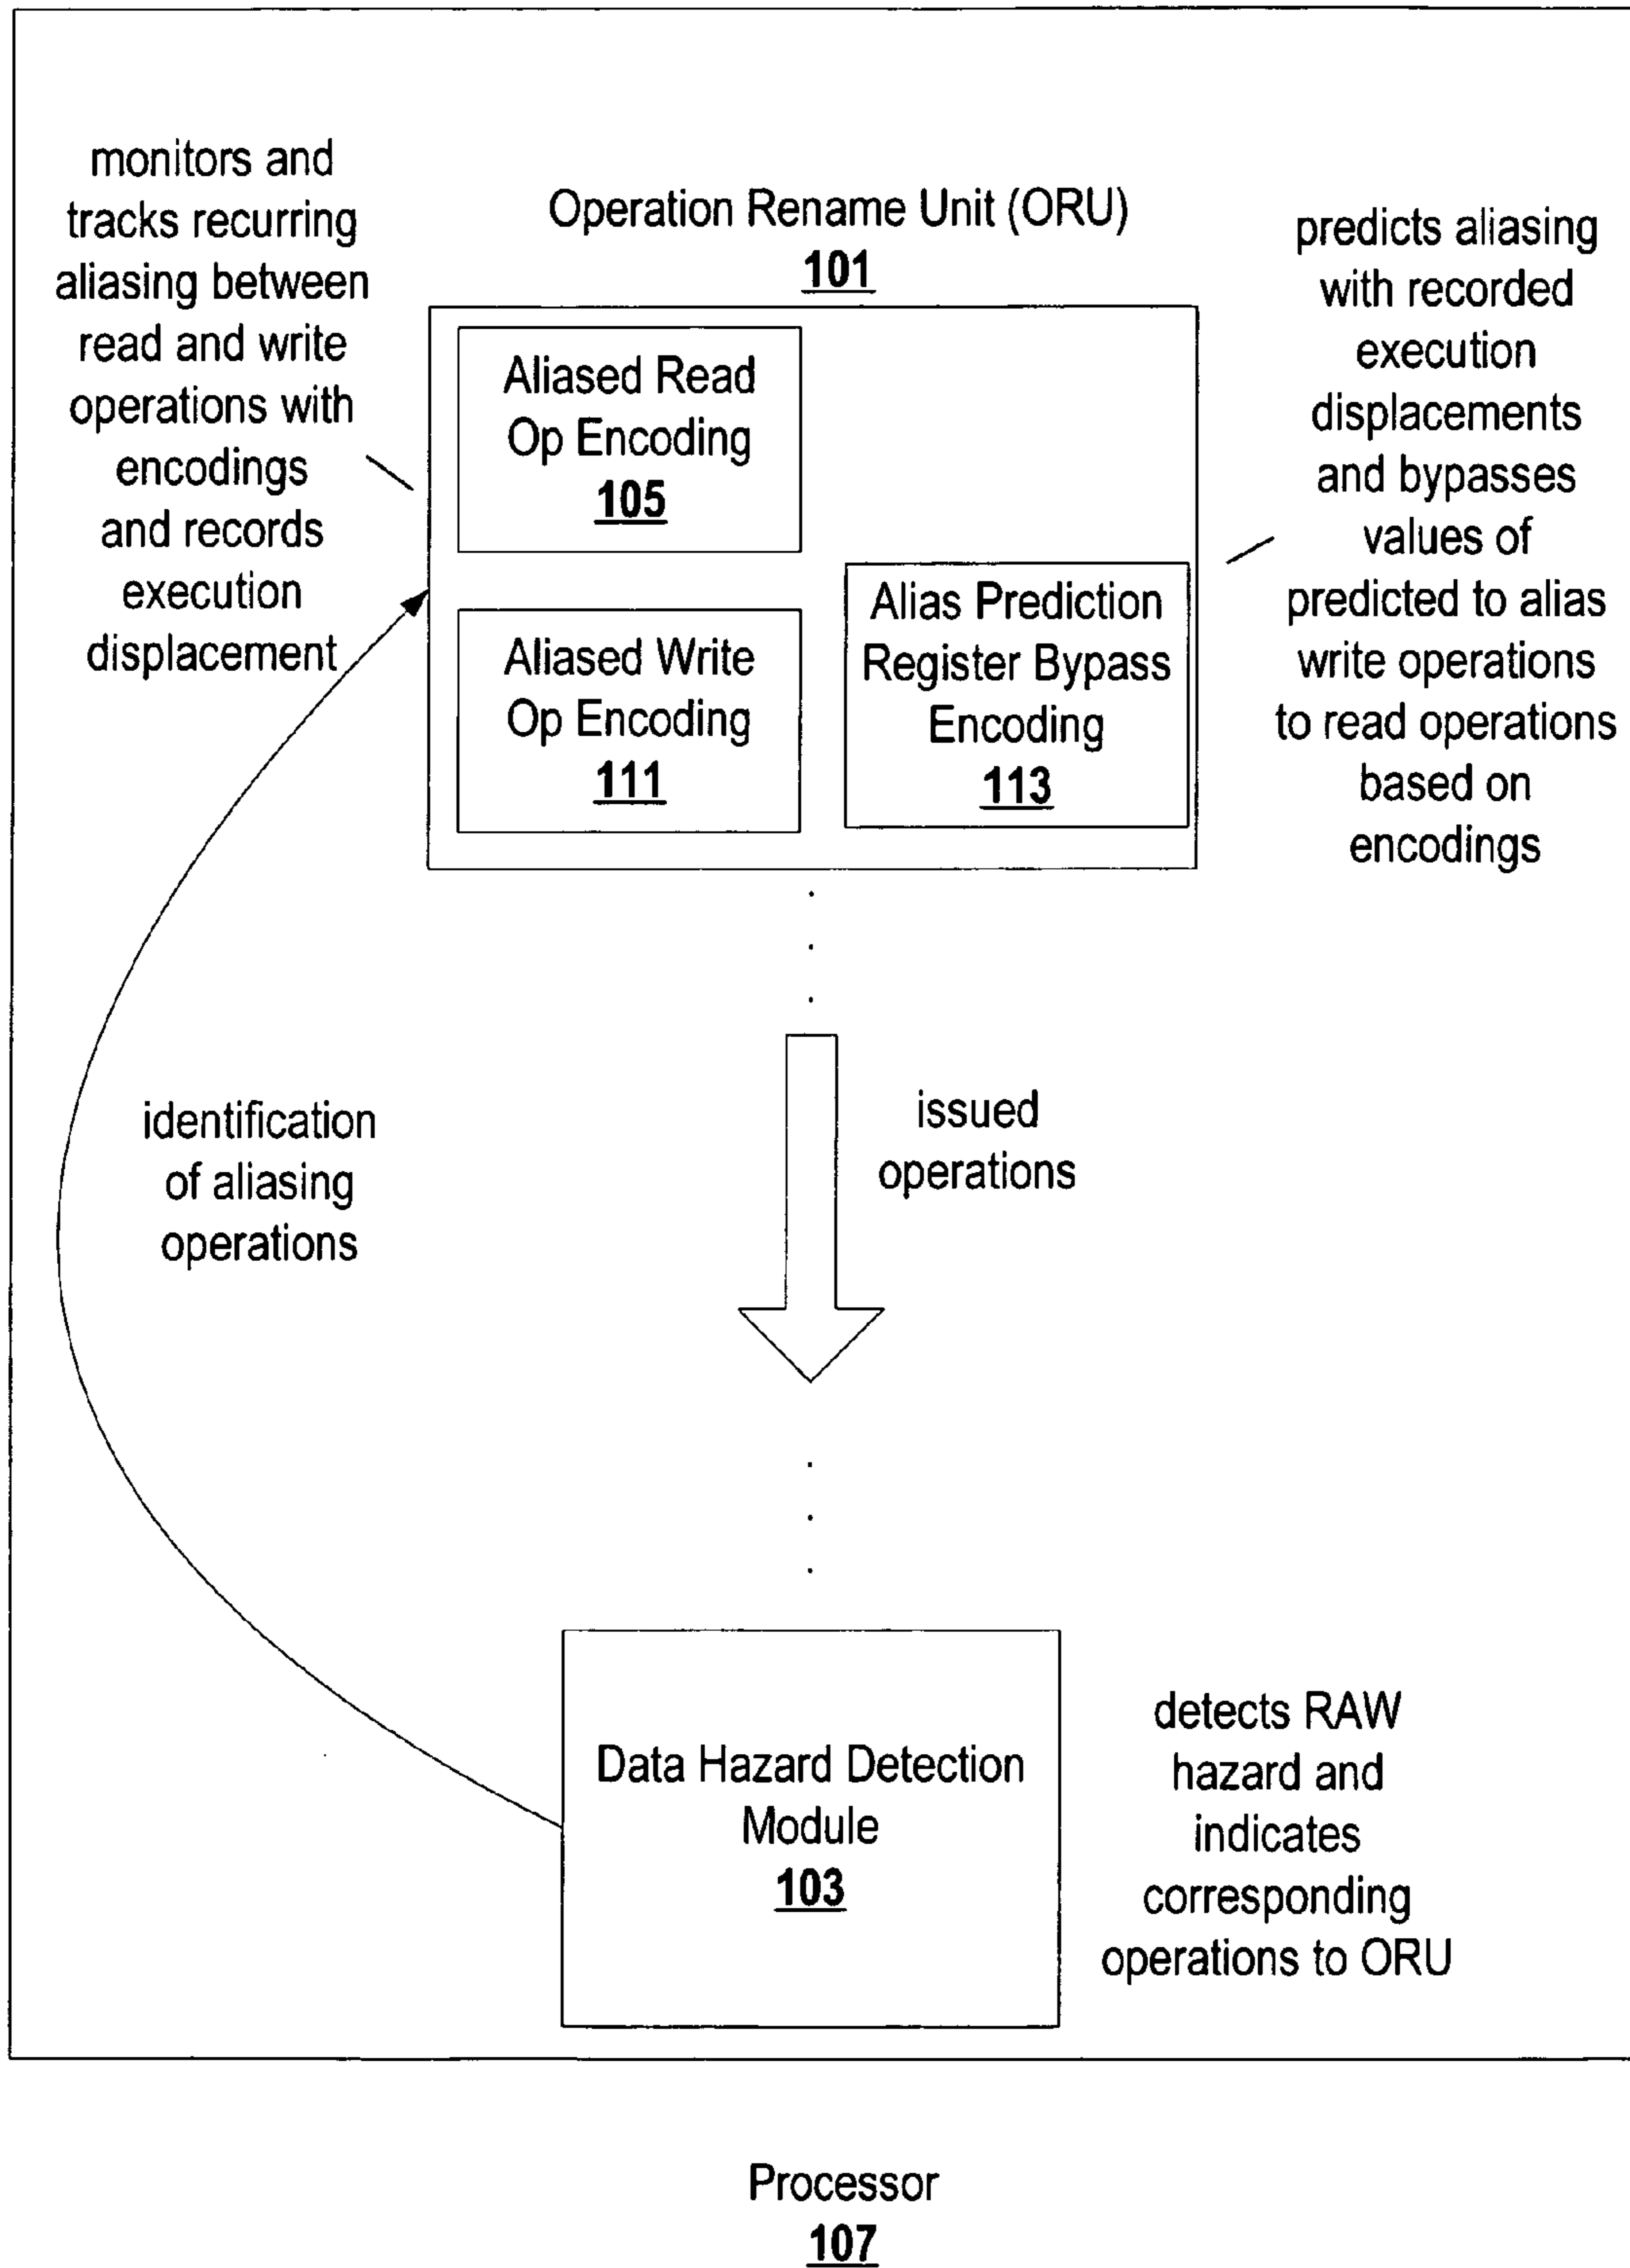 monitors and
tracks recurring
aliasing between
read and write
operations with
encodings
and records
execution
displacement
Operation Rename Unit (ORU)
101
Aliased Read
Op Encoding
105
Aliased Write
Op Encoding
111
Alias Prediction
Register Bypass
Encoding
113
predicts aliasing
with recorded
execution
displacements
and bypasses
values of
predicted to alias
write operations
to read operations
based on
encodings
identification
of aliasing
operations
issued
operations
Data Hazard Detection
Module
103
detects RAW
hazard and
indicates
corresponding
operations to ORU
Processor
107